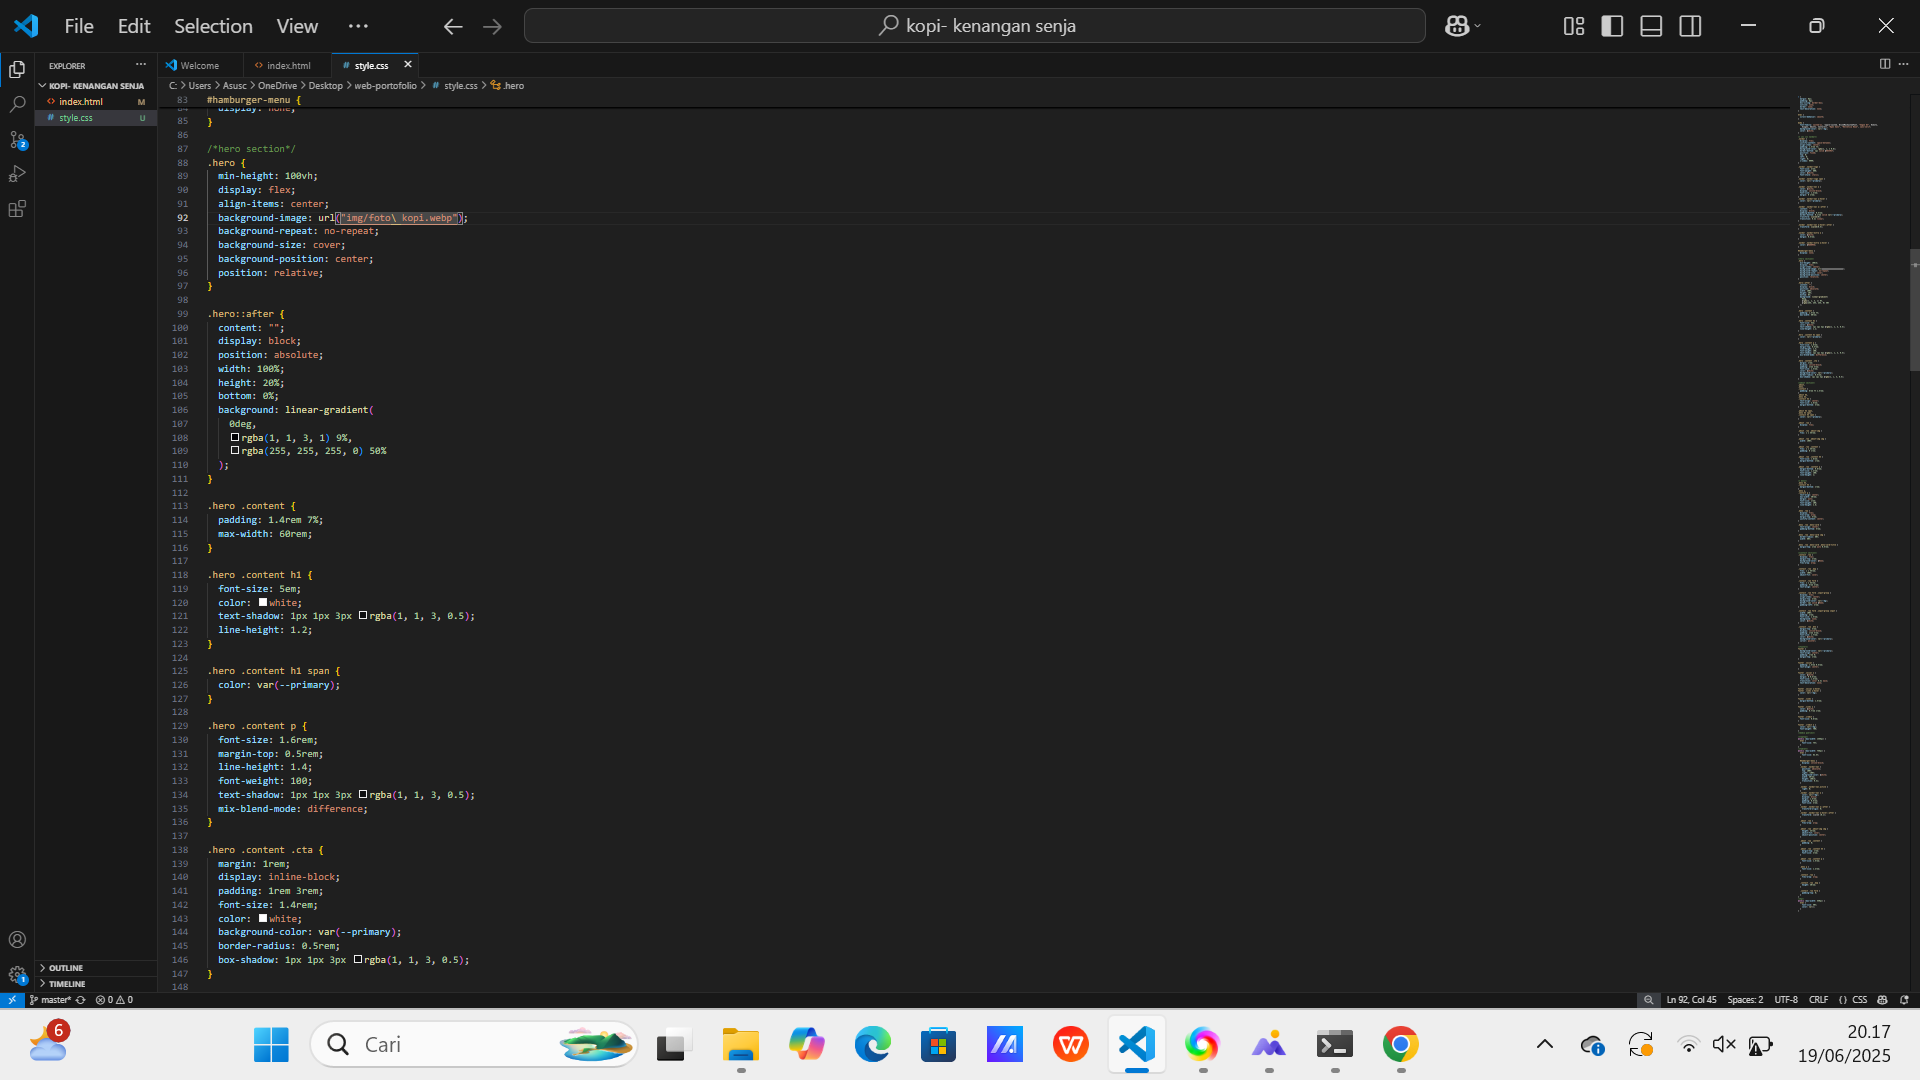 File Edit Selection View ···
kopi- kenangan senja
EXPLORER
Welcome
index.html
style.css
KOPI- KENANGAN SENJA
index.html M
style.css U
C: > Users > Asusc > OneDrive > Desktop > web-portofolio > # style.css > .hero
83 #hamburger-menu {
84 display: none;
85 }
86
87 /*hero section*/
88 .hero {
89 min-height: 100vh;
90 display: flex;
91 align-items: center;
92 background-image: url("img/foto\ kopi.webp");
93 background-repeat: no-repeat;
94 background-size: cover;
95 background-position: center;
96 position: relative;
97 }
98
99 .hero::after {
100 content: "";
101 display: block;
102 position: absolute;
103 width: 100%;
104 height: 20%;
105 bottom: 0%;
106 background: linear-gradient(
107 0deg,
108 rgba(1, 1, 3, 1) 9%,
109 rgba(255, 255, 255, 0) 50%
110 );
111 }
112
113 .hero .content {
114 padding: 1.4rem 7%;
115 max-width: 60rem;
116 }
117
118 .hero .content h1 {
119 font-size: 5em;
120 color: white;
121 text-shadow: 1px 1px 3px rgba(1, 1, 3, 0.5);
122 line-height: 1.2;
123 }
124
125 .hero .content h1 span {
126 color: var(--primary);
127 }
128
129 .hero .content p {
130 font-size: 1.6rem;
131 margin-top: 0.5rem;
132 line-height: 1.4;
133 font-weight: 100;
134 text-shadow: 1px 1px 3px rgba(1, 1, 3, 0.5);
135 mix-blend-mode: difference;
136 }
137
138 .hero .content .cta {
139 margin: 1rem;
140 display: inline-block;
141 padding: 1rem 3rem;
142 font-size: 1.4rem;
143 color: white;
144 background-color: var(--primary);
145 border-radius: 0.5rem;
146 box-shadow: 1px 1px 3px rgba(1, 1, 3, 0.5);
147 }
148
2
1
OUTLINE
TIMELINE
master* 0 0
Ln 92, Col 45 Spaces: 2 UTF-8 CRLF {} CSS
6
Cari
20.17
19/06/2025